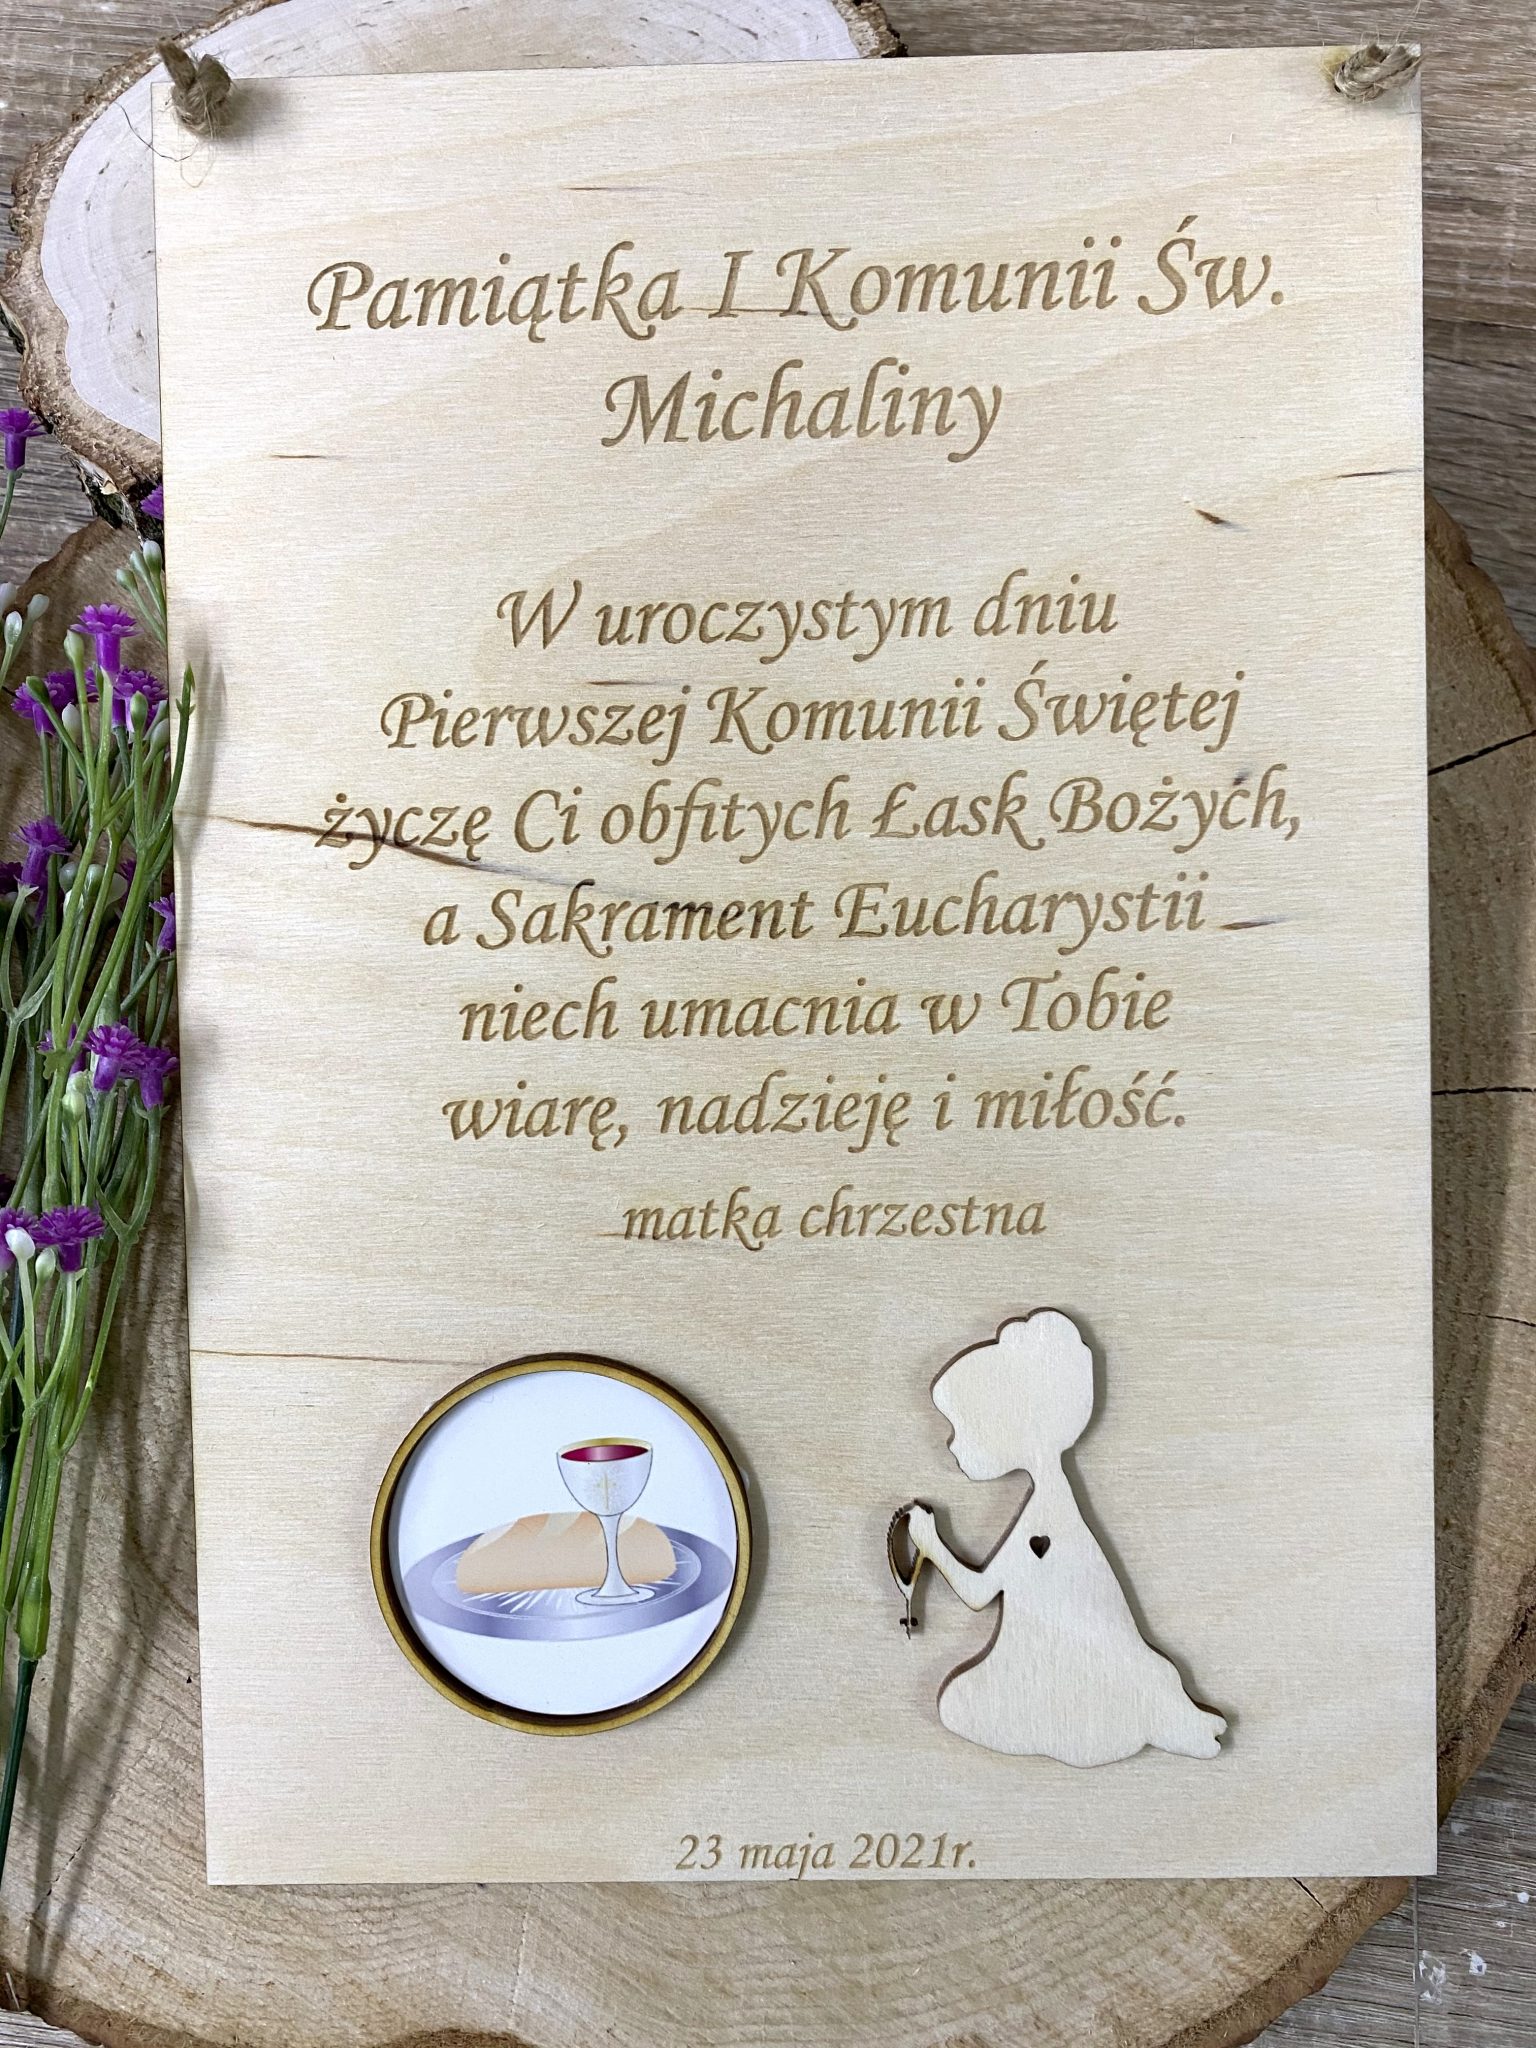 Pamiątka I Komunii Św.
Michaliny
W uroczystym dniu
Pierwszej Komunii Świętej
życzę Ci obfitych Łask Bożych,
a Sakrament Eucharystii
niech umacnia w Tobie
wiarę, nadzieję i miłość.
matka chrzestna
23 maja 2021r.